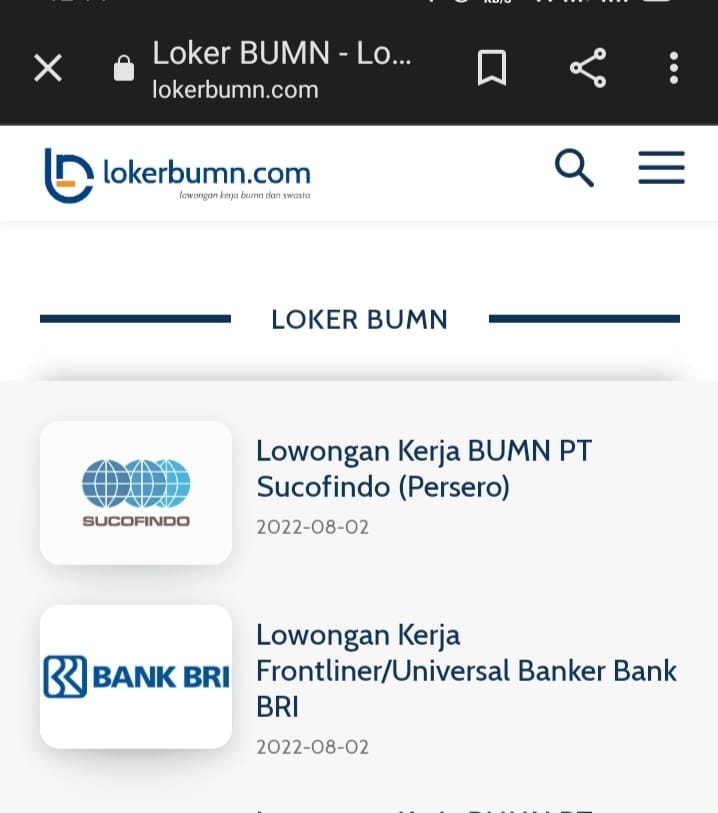 Loker BUMN - Lo...
lokerbumn.com
lokerbumn.com
lowongan kerja bumn dan swasta
LOKER BUMN
Lowongan Kerja BUMN PT
Sucofindo (Persero)
2022-08-02
SUCOFINDO
Lowongan Kerja
Frontliner/Universal Banker Bank
BRI
2022-08-02
BANK BRI